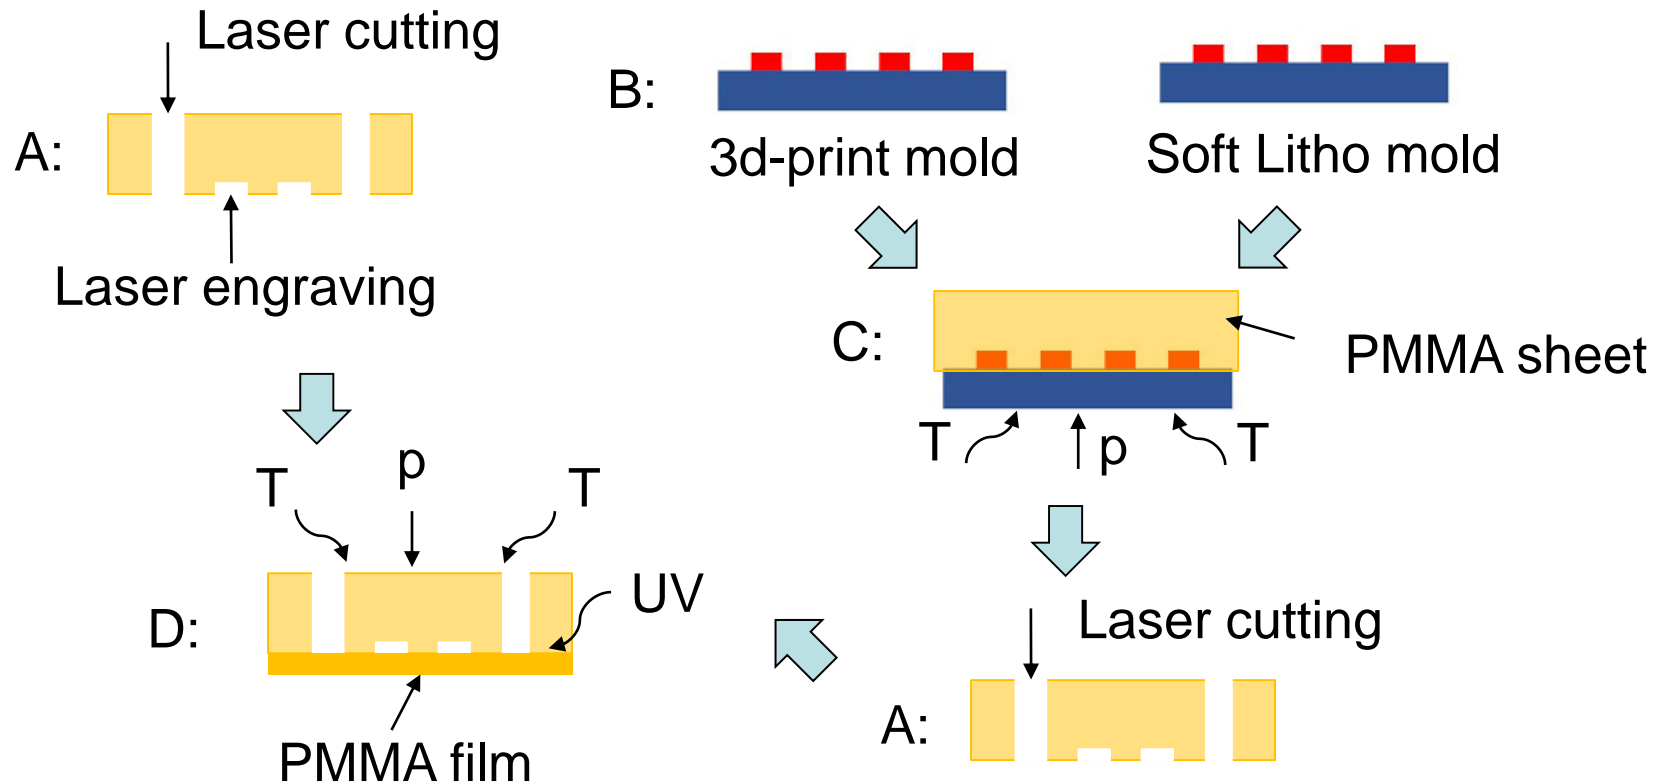 Laser cutting
A:
Laser engraving
B:
3d-print mold
Soft Litho mold
C:
PMMA sheet
T
p
T
T
p
T
UV
D:
PMMA film
Laser cutting
A: